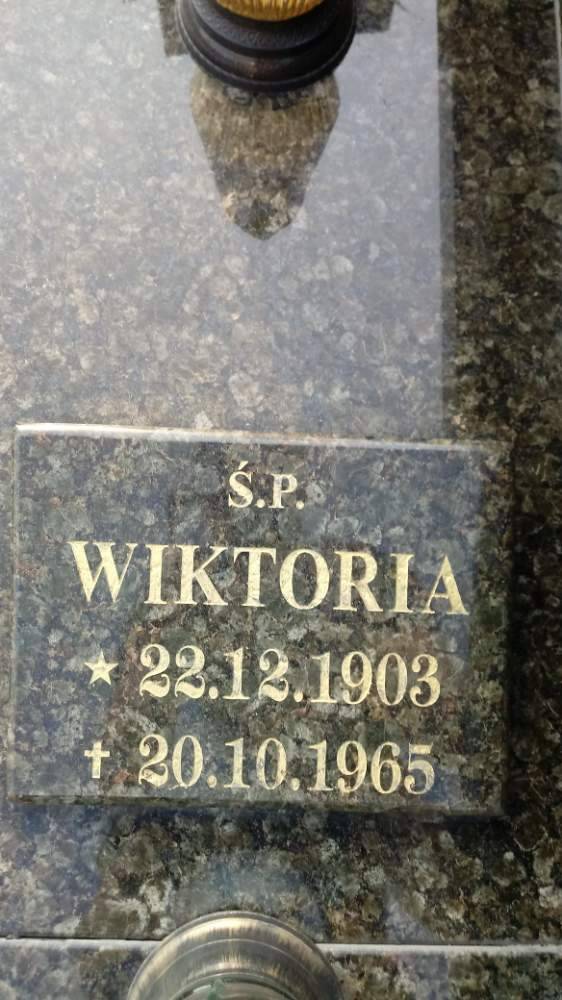 Ś.P.
WIKTORIA
★ 22.12.1903
✝ 20.10.1965